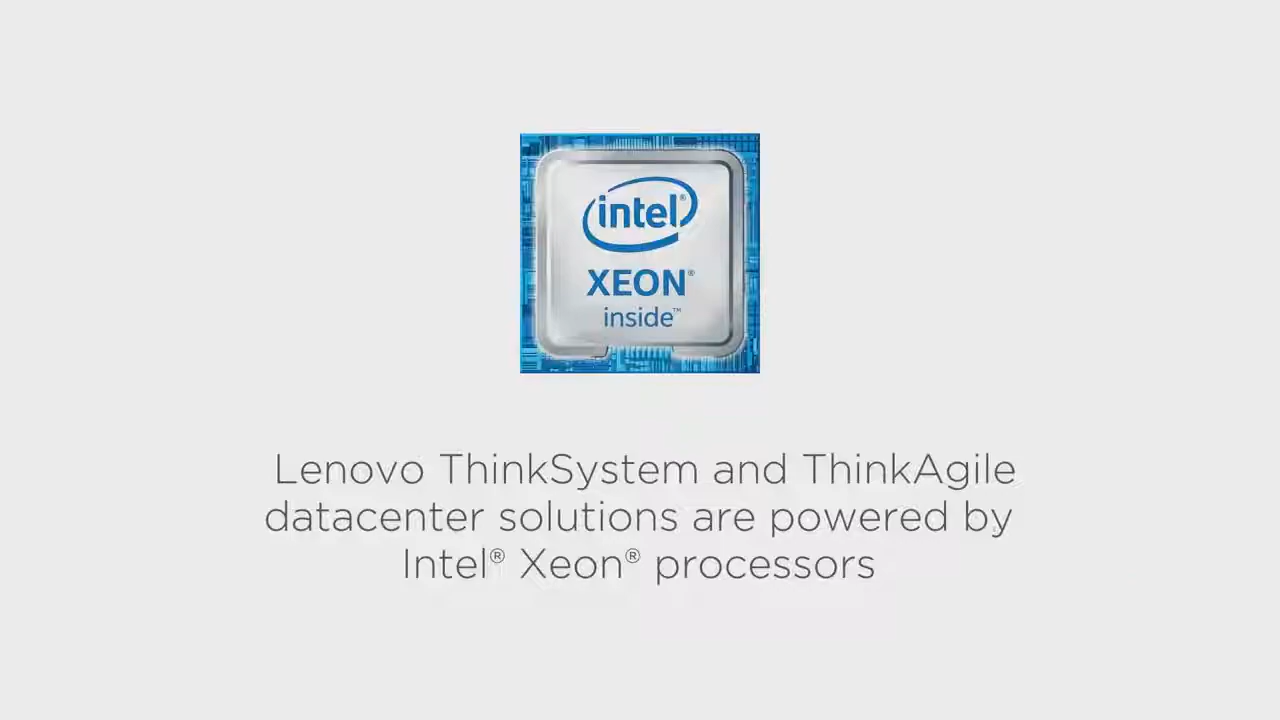 intel®
XEON®
inside™
Lenovo ThinkSystem and ThinkAgile
datacenter solutions are powered by
Intel® Xeon® processors